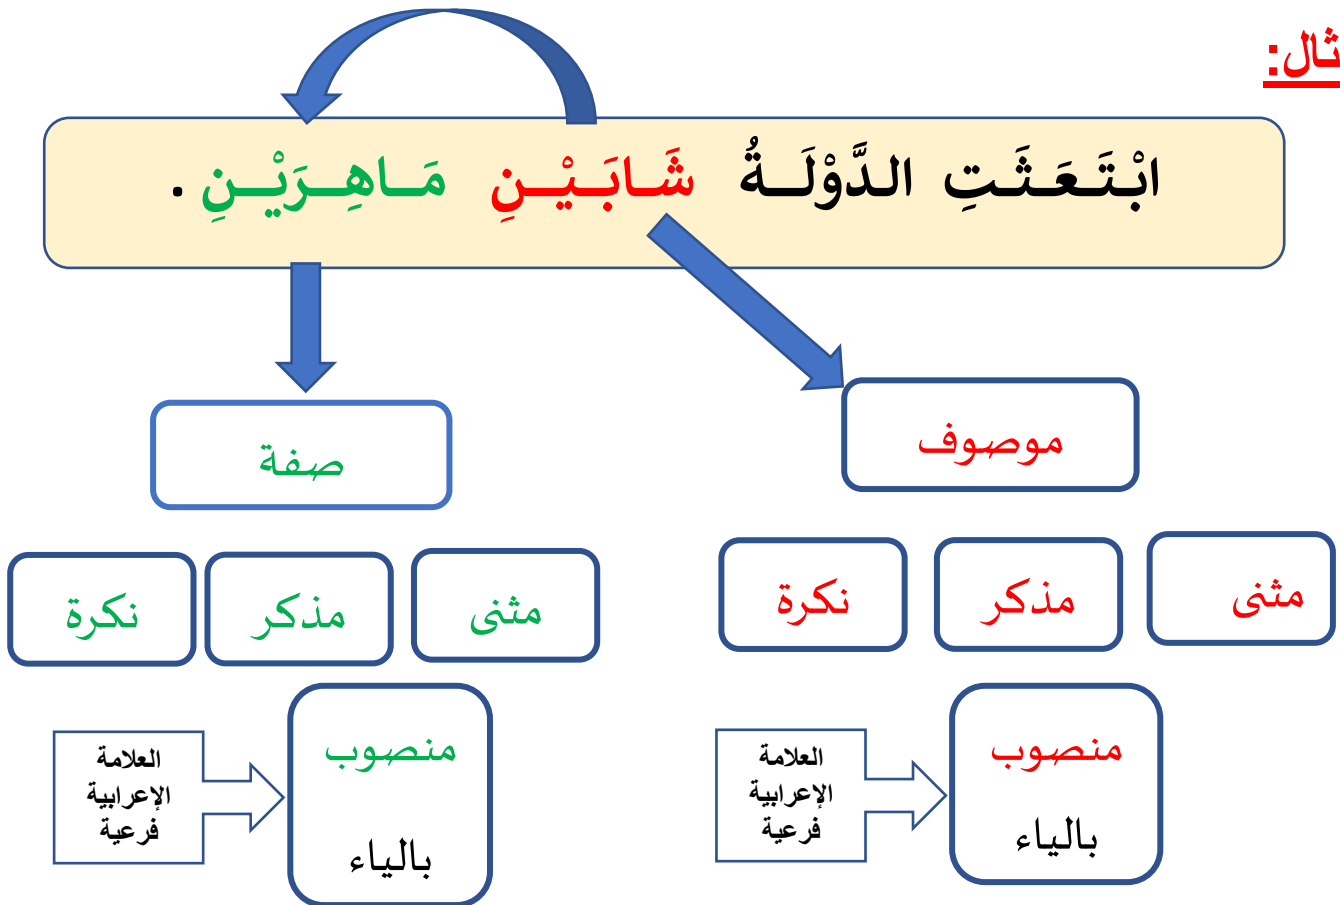 ثال:
ابْتَعَثَتِ الدَّوْلَةُ شَابَيْنِ مَاهِرَيْنِ .
موصوف
صفة
مثنى
مذكر
نكرة
مثنى
مذكر
نكرة
منصوب
بالياء
العلامة
الإعرابية
فرعية
منصوب
بالياء
العلامة
الإعرابية
فرعية